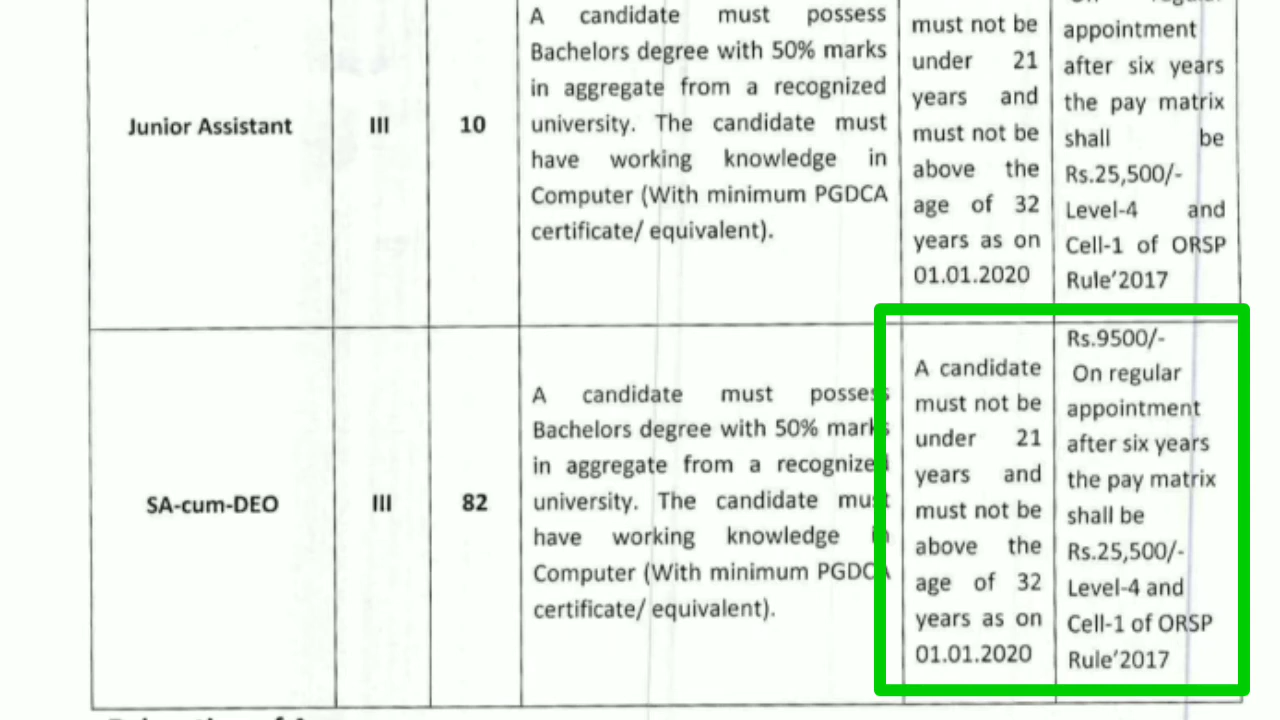 Junior Assistant
III
10
A candidate must possess
Bachelors degree with 50% marks
in aggregate from a recognized
university. The candidate must
have working knowledge in
Computer (With minimum PGDCA
certificate/ equivalent).
must not be
under 21
years and
must not be
above the
age of 32
years as on
01.01.2020
On regular
appointment
after six years
the pay matrix
shall be
Rs.25,500/-
Level-4 and
Cell-1 of ORSP
Rule'2017
SA-cum-DEO
III
82
A candidate must possess
Bachelors degree with 50% marks
in aggregate from a recognized
university. The candidate must
have working knowledge in
Computer (With minimum PGDCA
certificate/ equivalent).
A candidate
must not be
under 21
years and
must not be
above the
age of 32
years as on
01.01.2020
Rs.9500/-
On regular
appointment
after six years
the pay matrix
shall be
Rs.25,500/-
Level-4 and
Cell-1 of ORSP
Rule'2017